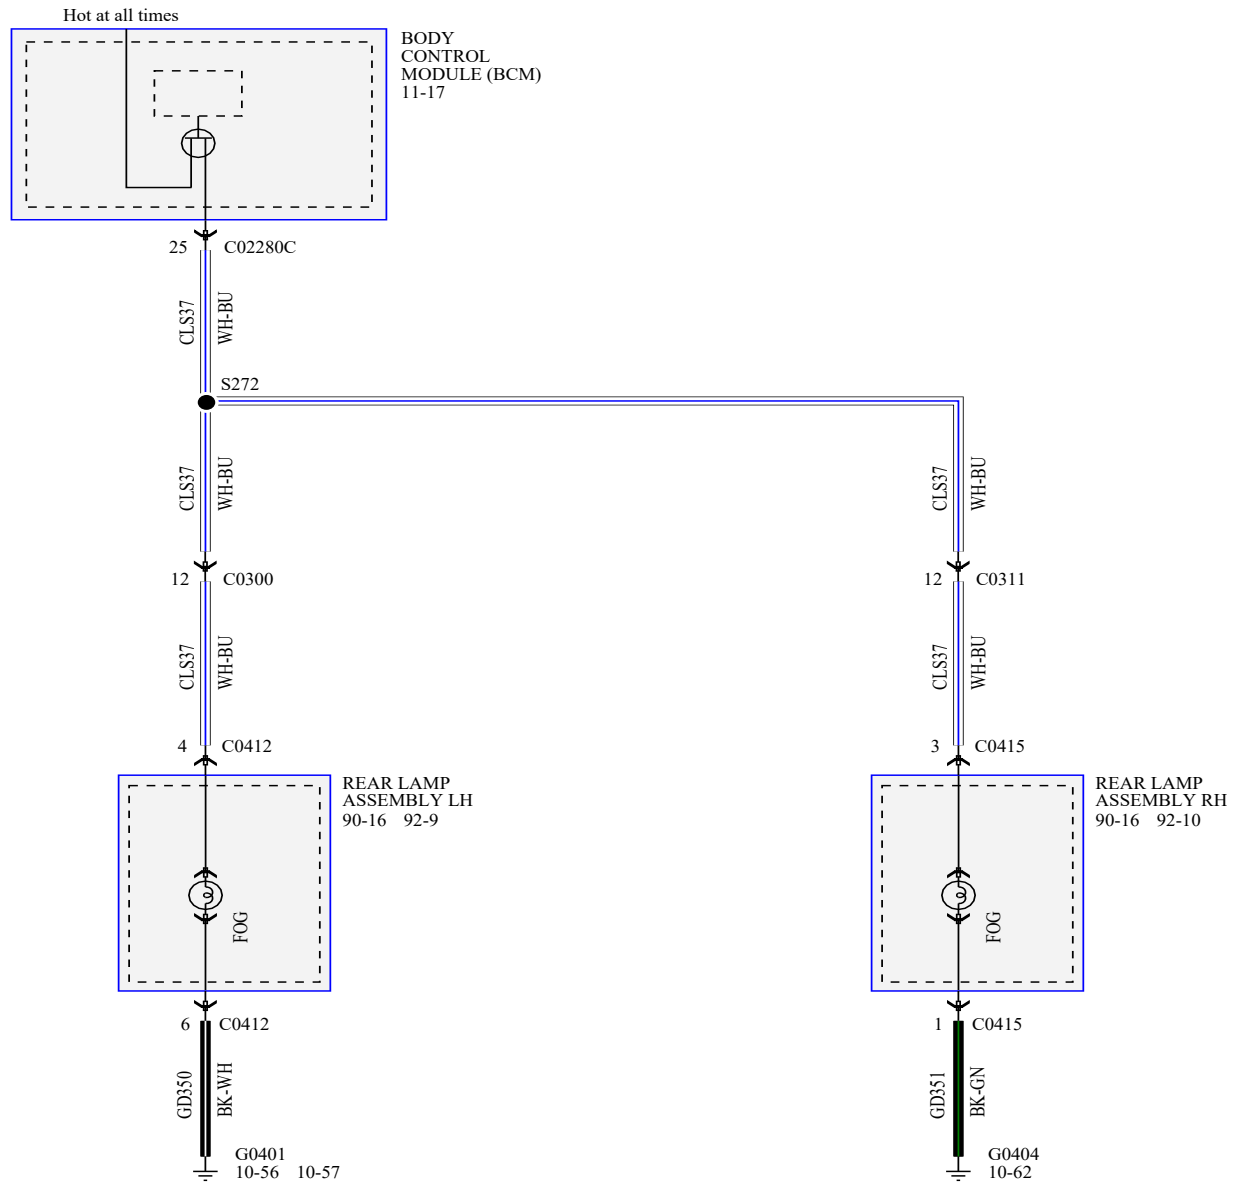 Hot at all times
BODY
CONTROL
MODULE (BCM)
11-17
25 C02280C
CLS37 WH-BU
S272
CLS37 WH-BU
CLS37 WH-BU
12 C0300
12 C0311
CLS37 WH-BU
CLS37 WH-BU
4 C0412
3 C0415
REAR LAMP
ASSEMBLY LH
90-16 92-9
REAR LAMP
ASSEMBLY RH
90-16 92-10
FOG
FOG
6 C0412
1 C0415
GD350 BK-WH
GD351 BK-GN
G0401
10-56 10-57
G0404
10-62